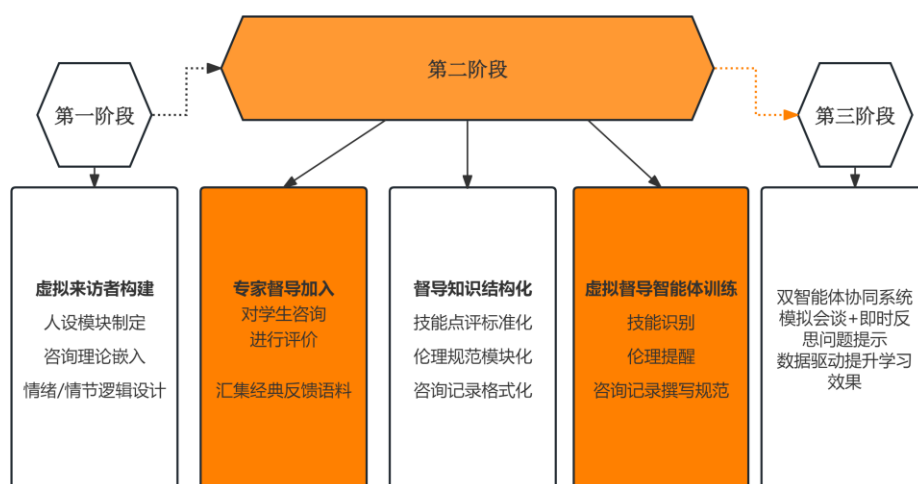 第一阶段
第二阶段
第三阶段
虚拟来访者构建
人设模块制定
咨询理论嵌入
情绪/情节逻辑设计
专家督导加入
对学生咨询
进行评价
汇集经典反馈语料
督导知识结构化
技能点评标准化
伦理规范模块化
咨询记录格式化
虚拟督导智能体训练
技能识别
伦理提醒
咨询记录撰写规范
双智能体协同系统
模拟会谈+即时反
思问题提示
数据驱动提升学习
效果